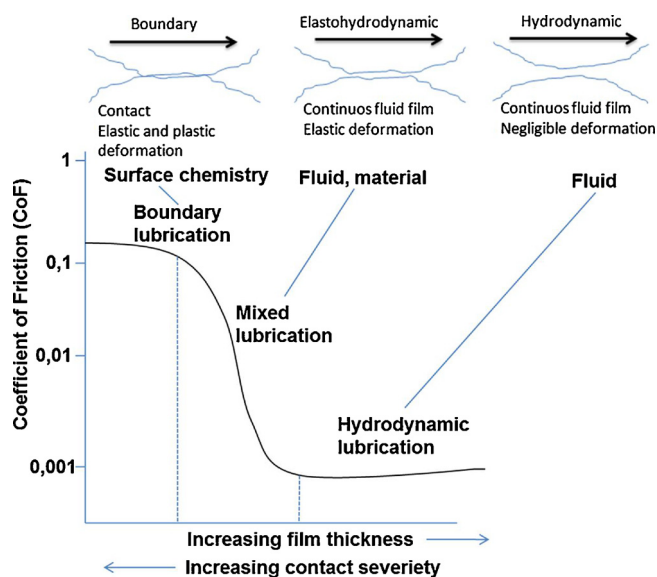 Boundary
Elastohydrodynamic
Hydrodynamic
Contact
Elastic and plastic
deformation
Continuos fluid film
Elastic deformation
Continuos fluid film
Negligible deformation
Coefficient of Friction (CoF)
1
0,1
0,01
0,001
Surface chemistry
Fluid, material
Fluid
Boundary
lubrication
Mixed
lubrication
Hydrodynamic
lubrication
Increasing film thickness
Increasing contact severiety